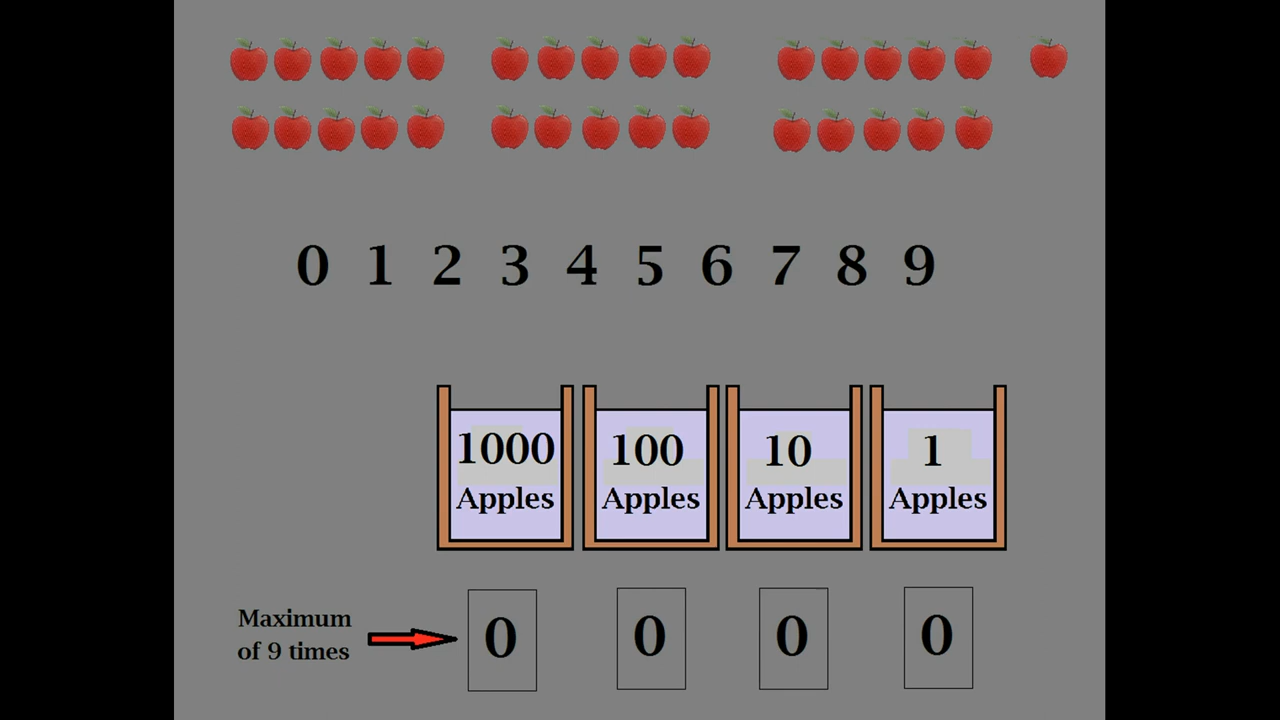 0 1 2 3 4 5 6 7 8 9
1000 100 10 1
Apples Apples Apples Apples
Maximum
of 9 times
0 0 0 0